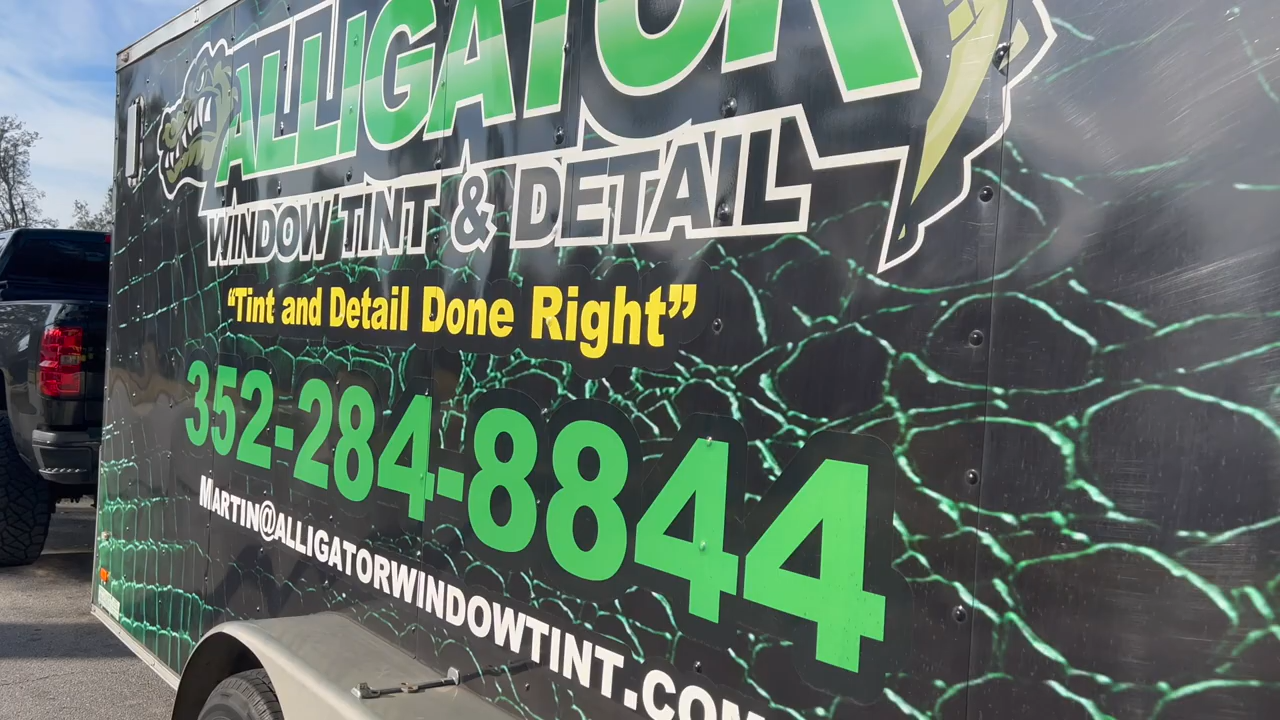 ALLIGATOR
WINDOW TINT & DETAIL
“Tint and Detail Done Right”
352-284-8844
MARTIN@ALLIGATORWINDOWTINT.COM